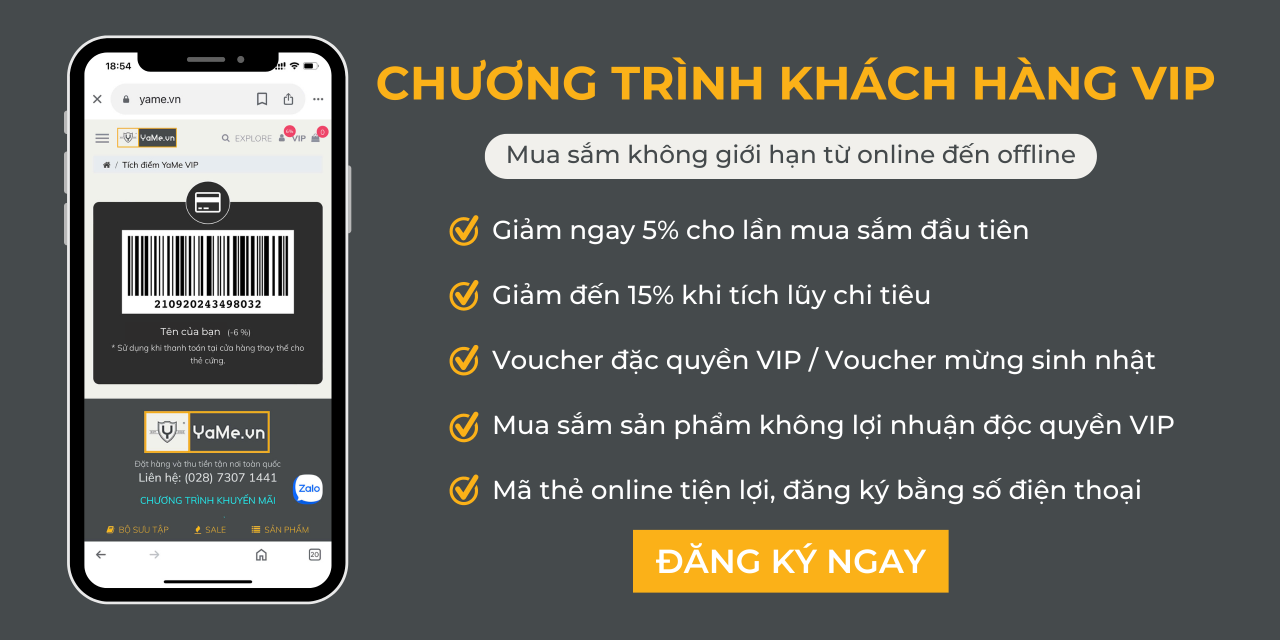 18:54
yame.vn
YaMe.vn
EXPLORE
VIP
0
/ Tích điểm YaMe VIP
210920243498032
Tên của bạn (-6 %)
* Sử dụng khi thanh toán tại cửa hàng thay thế cho
thẻ cứng.
Y YaMe.vn
Đặt hàng và thu tiền tận nơi toàn quốc
Liên hệ: (028) 7307 1441
Zalo
CHƯƠNG TRÌNH KHUYẾN MÃI
BỘ SƯU TẬP SALE SẢN PHẨM
20
CHƯƠNG TRÌNH KHÁCH HÀNG VIP
Mua sắm không giới hạn từ online đến offline
Giảm ngay 5% cho lần mua sắm đầu tiên
Giảm đến 15% khi tích lũy chi tiêu
Voucher đặc quyền VIP / Voucher mừng sinh nhật
Mua sắm sản phẩm không lợi nhuận độc quyền VIP
Mã thẻ online tiện lợi, đăng ký bằng số điện thoại
ĐĂNG KÝ NGAY